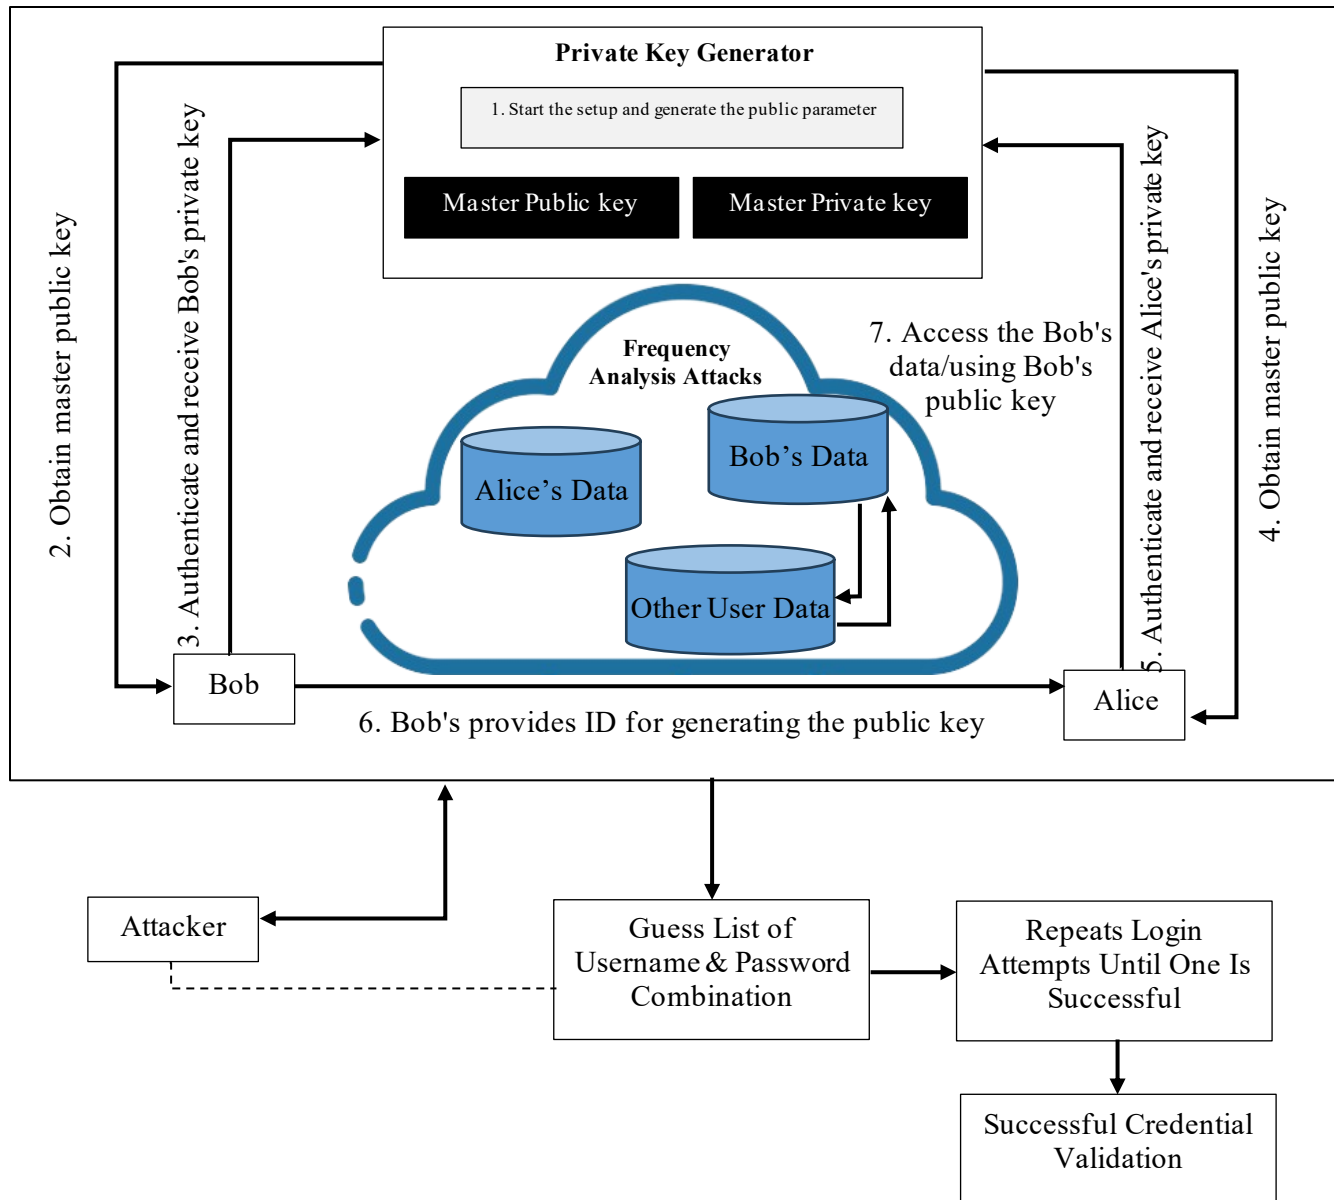 Private Key Generator
1. Start the setup and generate the public parameter
Master Public key
Master Private key
2. Obtain master public key
3. Authenticate and receive Bob's private key
Frequency
Analysis Attacks
7. Access the Bob's
data/using Bob's
public key
Alice’s Data
Bob’s Data
Other User Data
5. Authenticate and receive Alice's private key
4. Obtain master public key
Bob
Alice
6. Bob's provides ID for generating the public key
Attacker
Guess List of
Username & Password
Combination
Repeats Login
Attempts Until One Is
Successful
Successful Credential
Validation